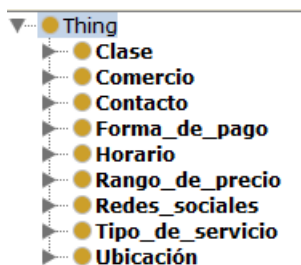 Thing
Clase
Comercio
Contacto
Forma_de_pago
Horario
Rango_de_precio
Redes_sociales
Tipo_de_servicio
Ubicación